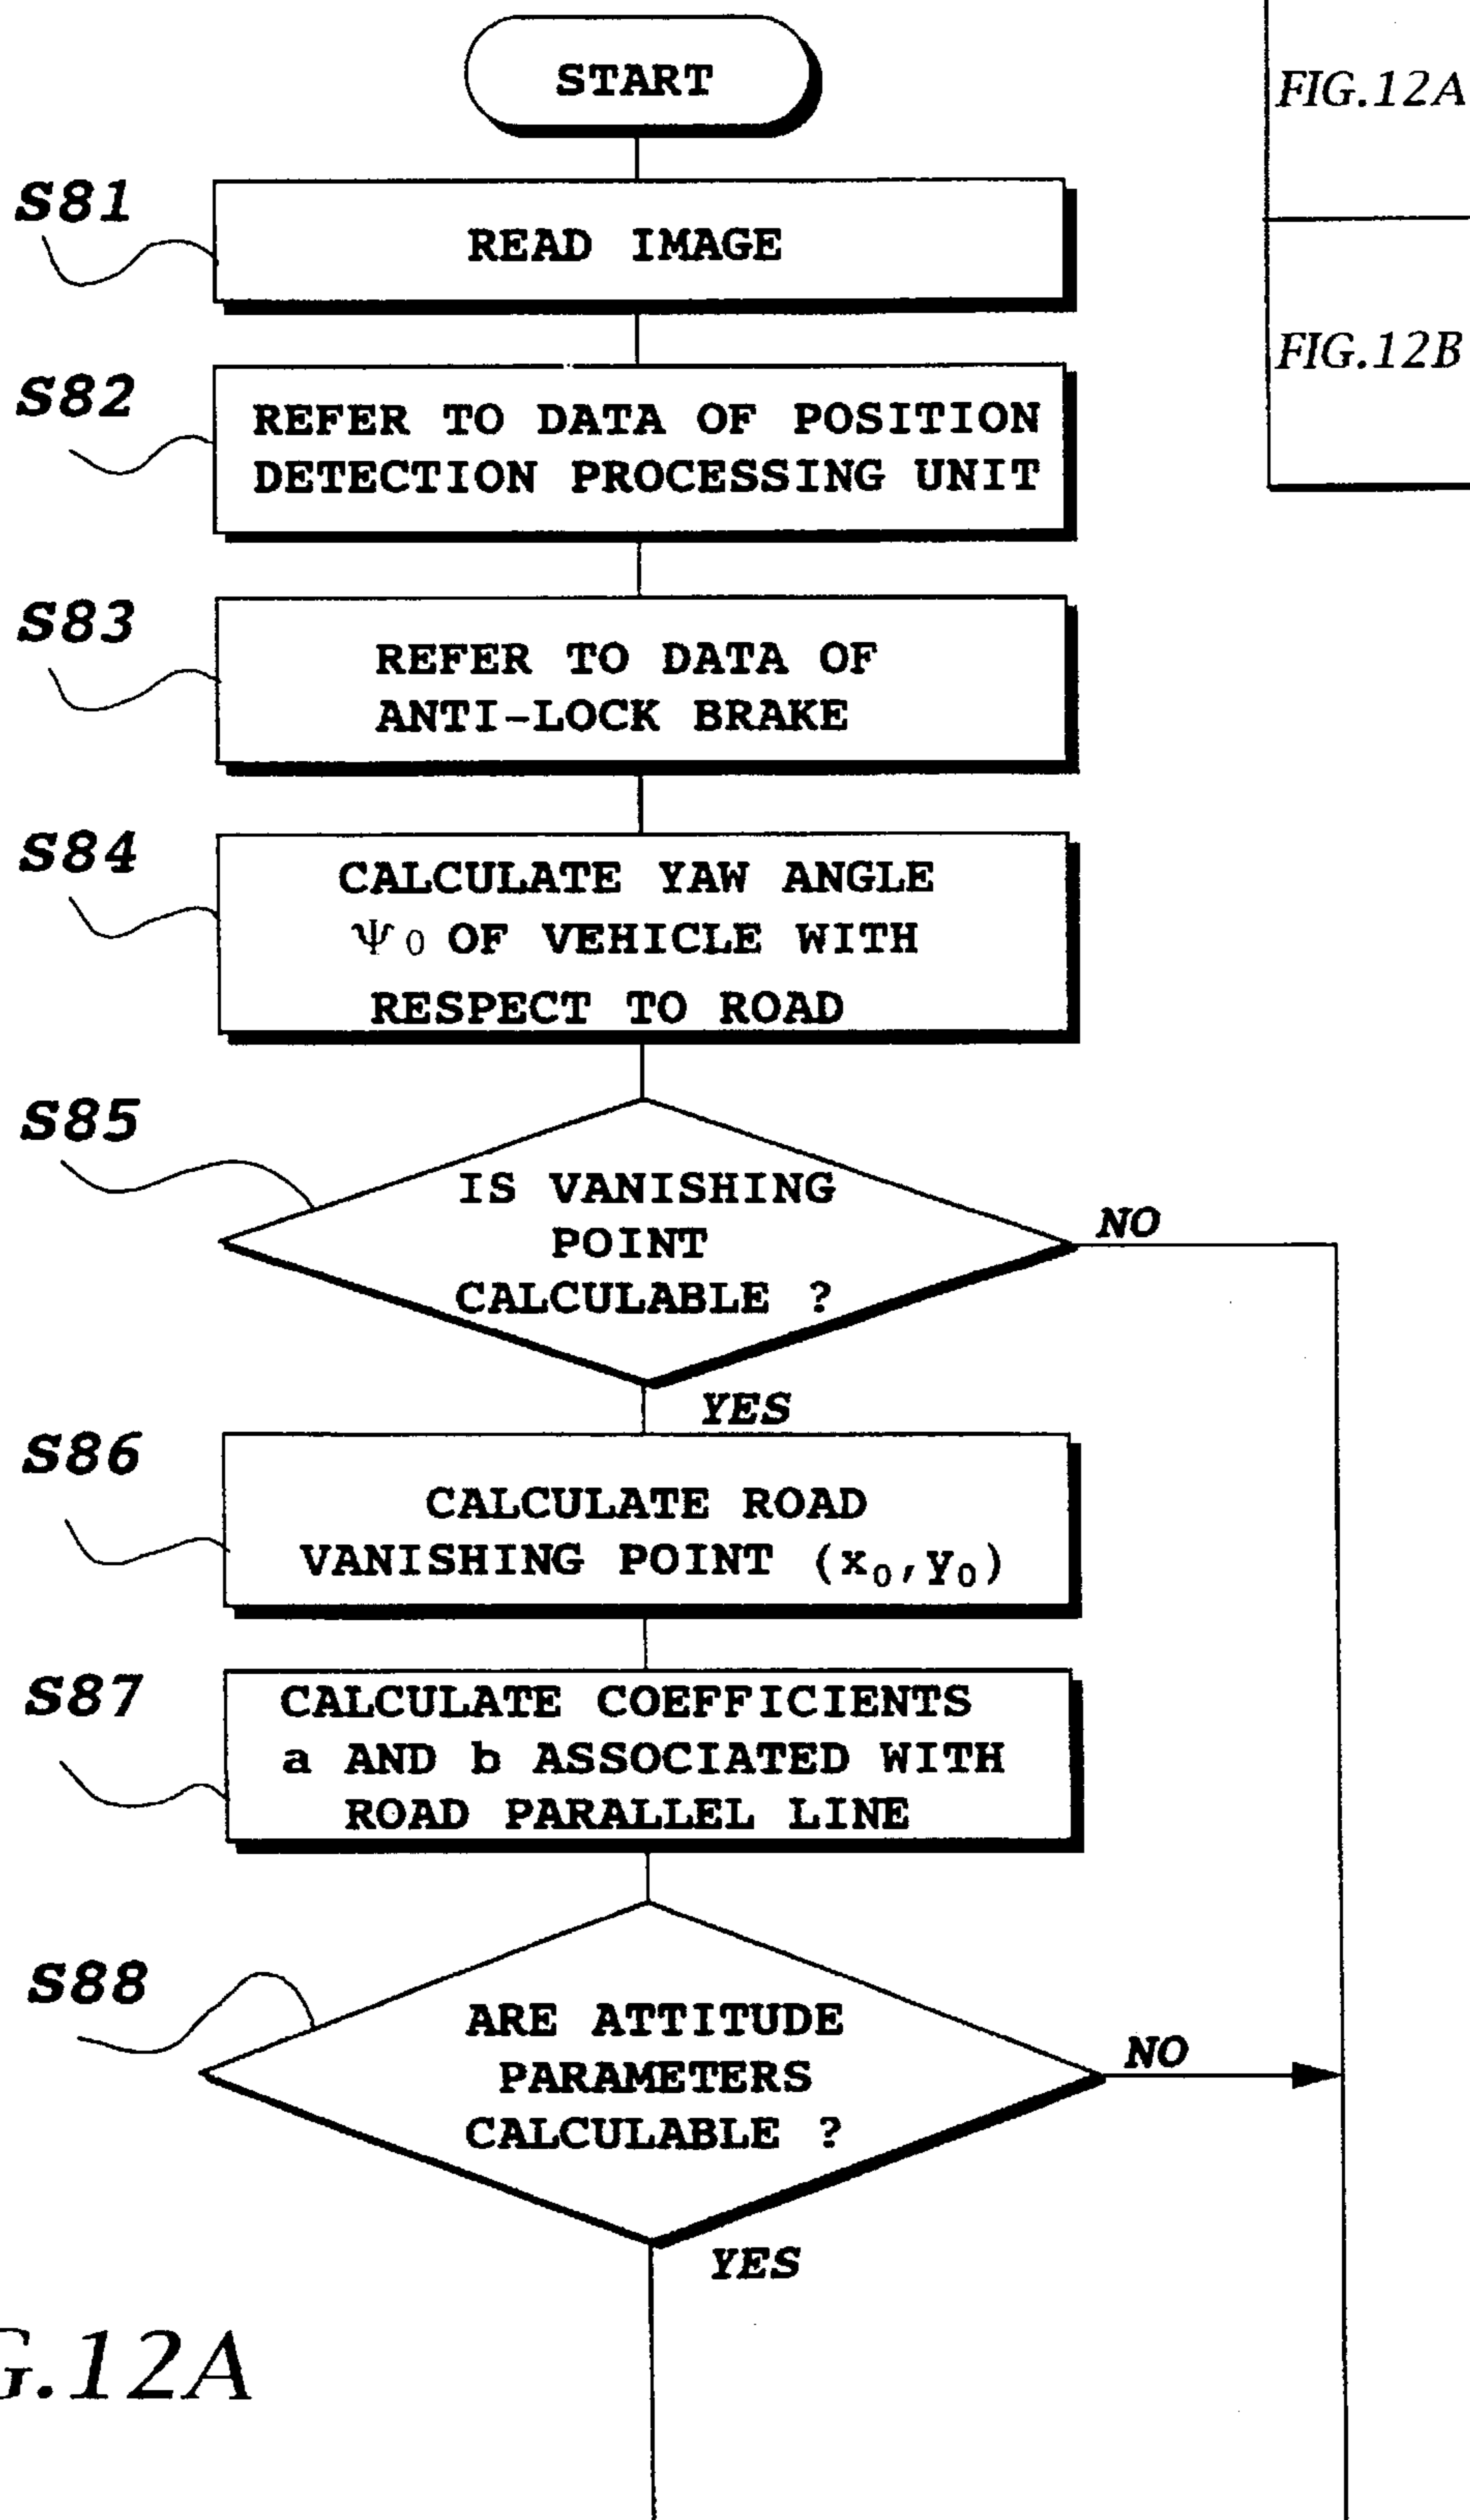 START
FIG.12A
S81
READ IMAGE
FIG.12B
S82
REFER TO DATA OF POSITION
DETECTION PROCESSING UNIT
S83
REFER TO DATA OF
ANTI-LOCK BRAKE
S84
CALCULATE YAW ANGLE
Ψ0 OF VEHICLE WITH
RESPECT TO ROAD
S85
IS VANISHING
POINT
CALCULABLE ?
NO
YES
S86
CALCULATE ROAD
VANISHING POINT (x0,y0)
S87
CALCULATE COEFFICIENTS
a AND b ASSOCIATED WITH
ROAD PARALLEL LINE
S88
ARE ATTITUDE
PARAMETERS
CALCULABLE ?
NO
YES
G.12A